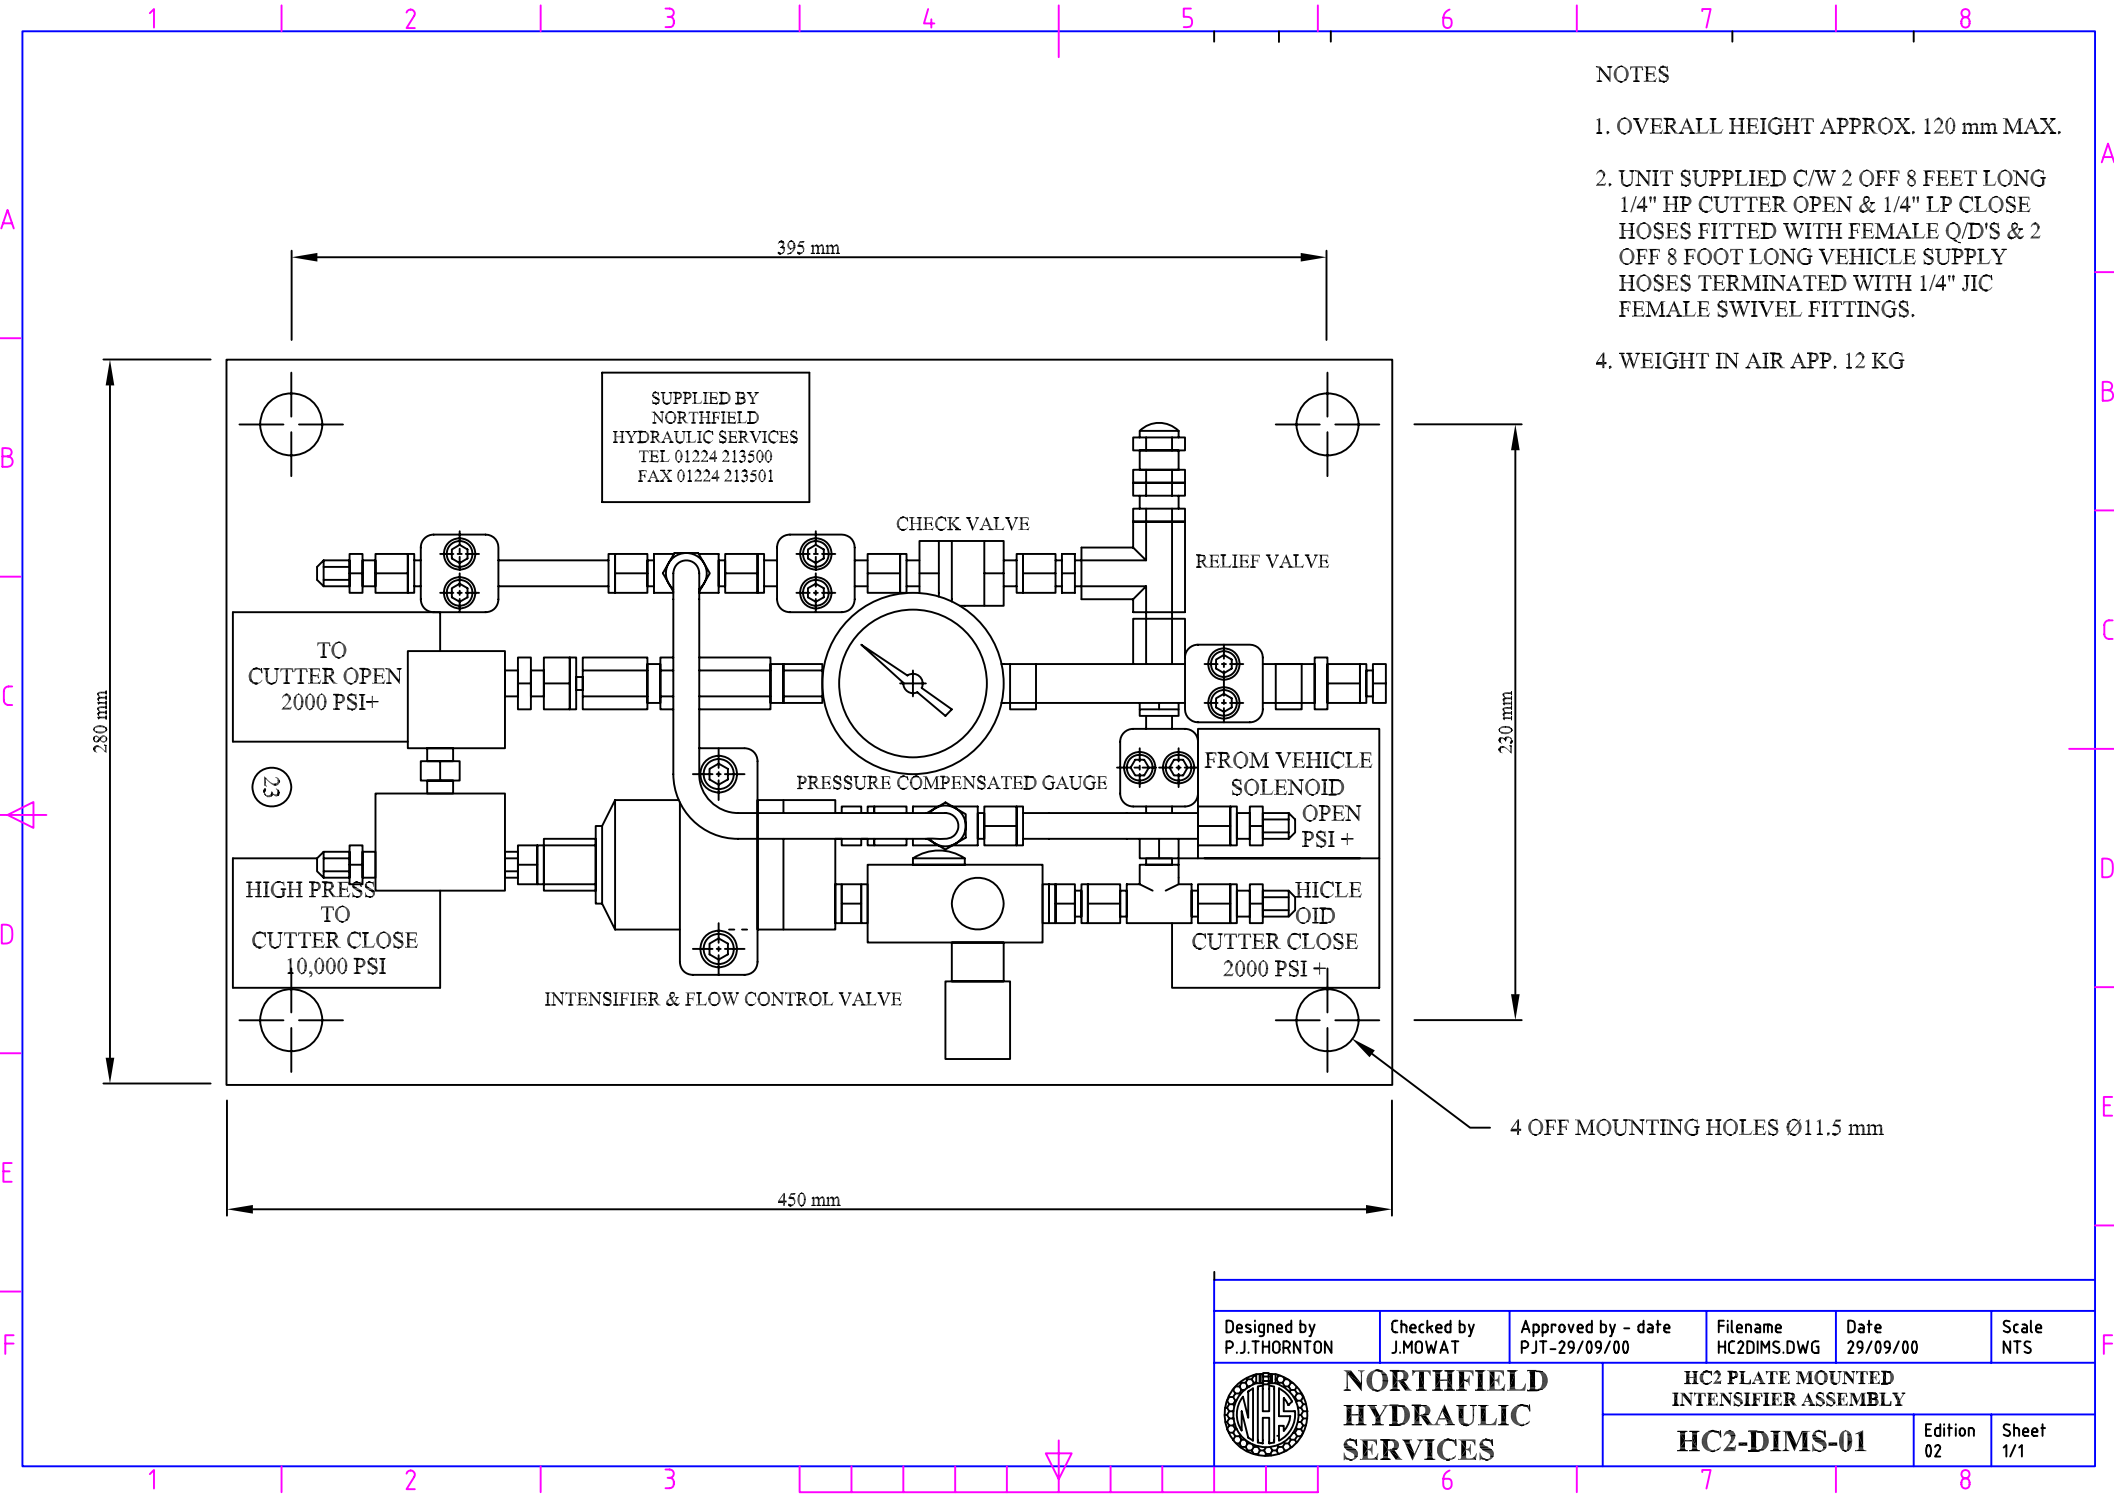 1 2 3 4 5 6 7 8
A
B
C
D
E
F
A
B
C
D
E
F
NOTES
1. OVERALL HEIGHT APPROX. 120 mm MAX.
2. UNIT SUPPLIED C/W 2 OFF 8 FEET LONG
1/4" HP CUTTER OPEN & 1/4" LP CLOSE
HOSES FITTED WITH FEMALE Q/D'S & 2
OFF 8 FOOT LONG VEHICLE SUPPLY
HOSES TERMINATED WITH 1/4" JIC
FEMALE SWIVEL FITTINGS.
4. WEIGHT IN AIR APP. 12 KG
395 mm
SUPPLIED BY
NORTHFIELD
HYDRAULIC SERVICES
TEL 01224 213500
FAX 01224 213501
CHECK VALVE
RELIEF VALVE
TO
CUTTER OPEN
2000 PSI+
280 mm
230 mm
23
PRESSURE COMPENSATED GAUGE
FROM VEHICLE
SOLENOID
OPEN
PSI +
HIGH PRESS
TO
CUTTER CLOSE
10,000 PSI
HICLE
OID
CUTTER CLOSE
2000 PSI +
INTENSIFIER & FLOW CONTROL VALVE
4 OFF MOUNTING HOLES Ø11.5 mm
450 mm
Designed by
P.J.THORNTON
Checked by
J.MOWAT
Approved by - date
PJT-29/09/00
Filename
HC2DIMS.DWG
Date
29/09/00
Scale
NTS
NHS
NORTHFIELD
HYDRAULIC
SERVICES
HC2 PLATE MOUNTED
INTENSIFIER ASSEMBLY
HC2-DIMS-01
Edition
02
Sheet
1/1
1 2 3 6 7 8